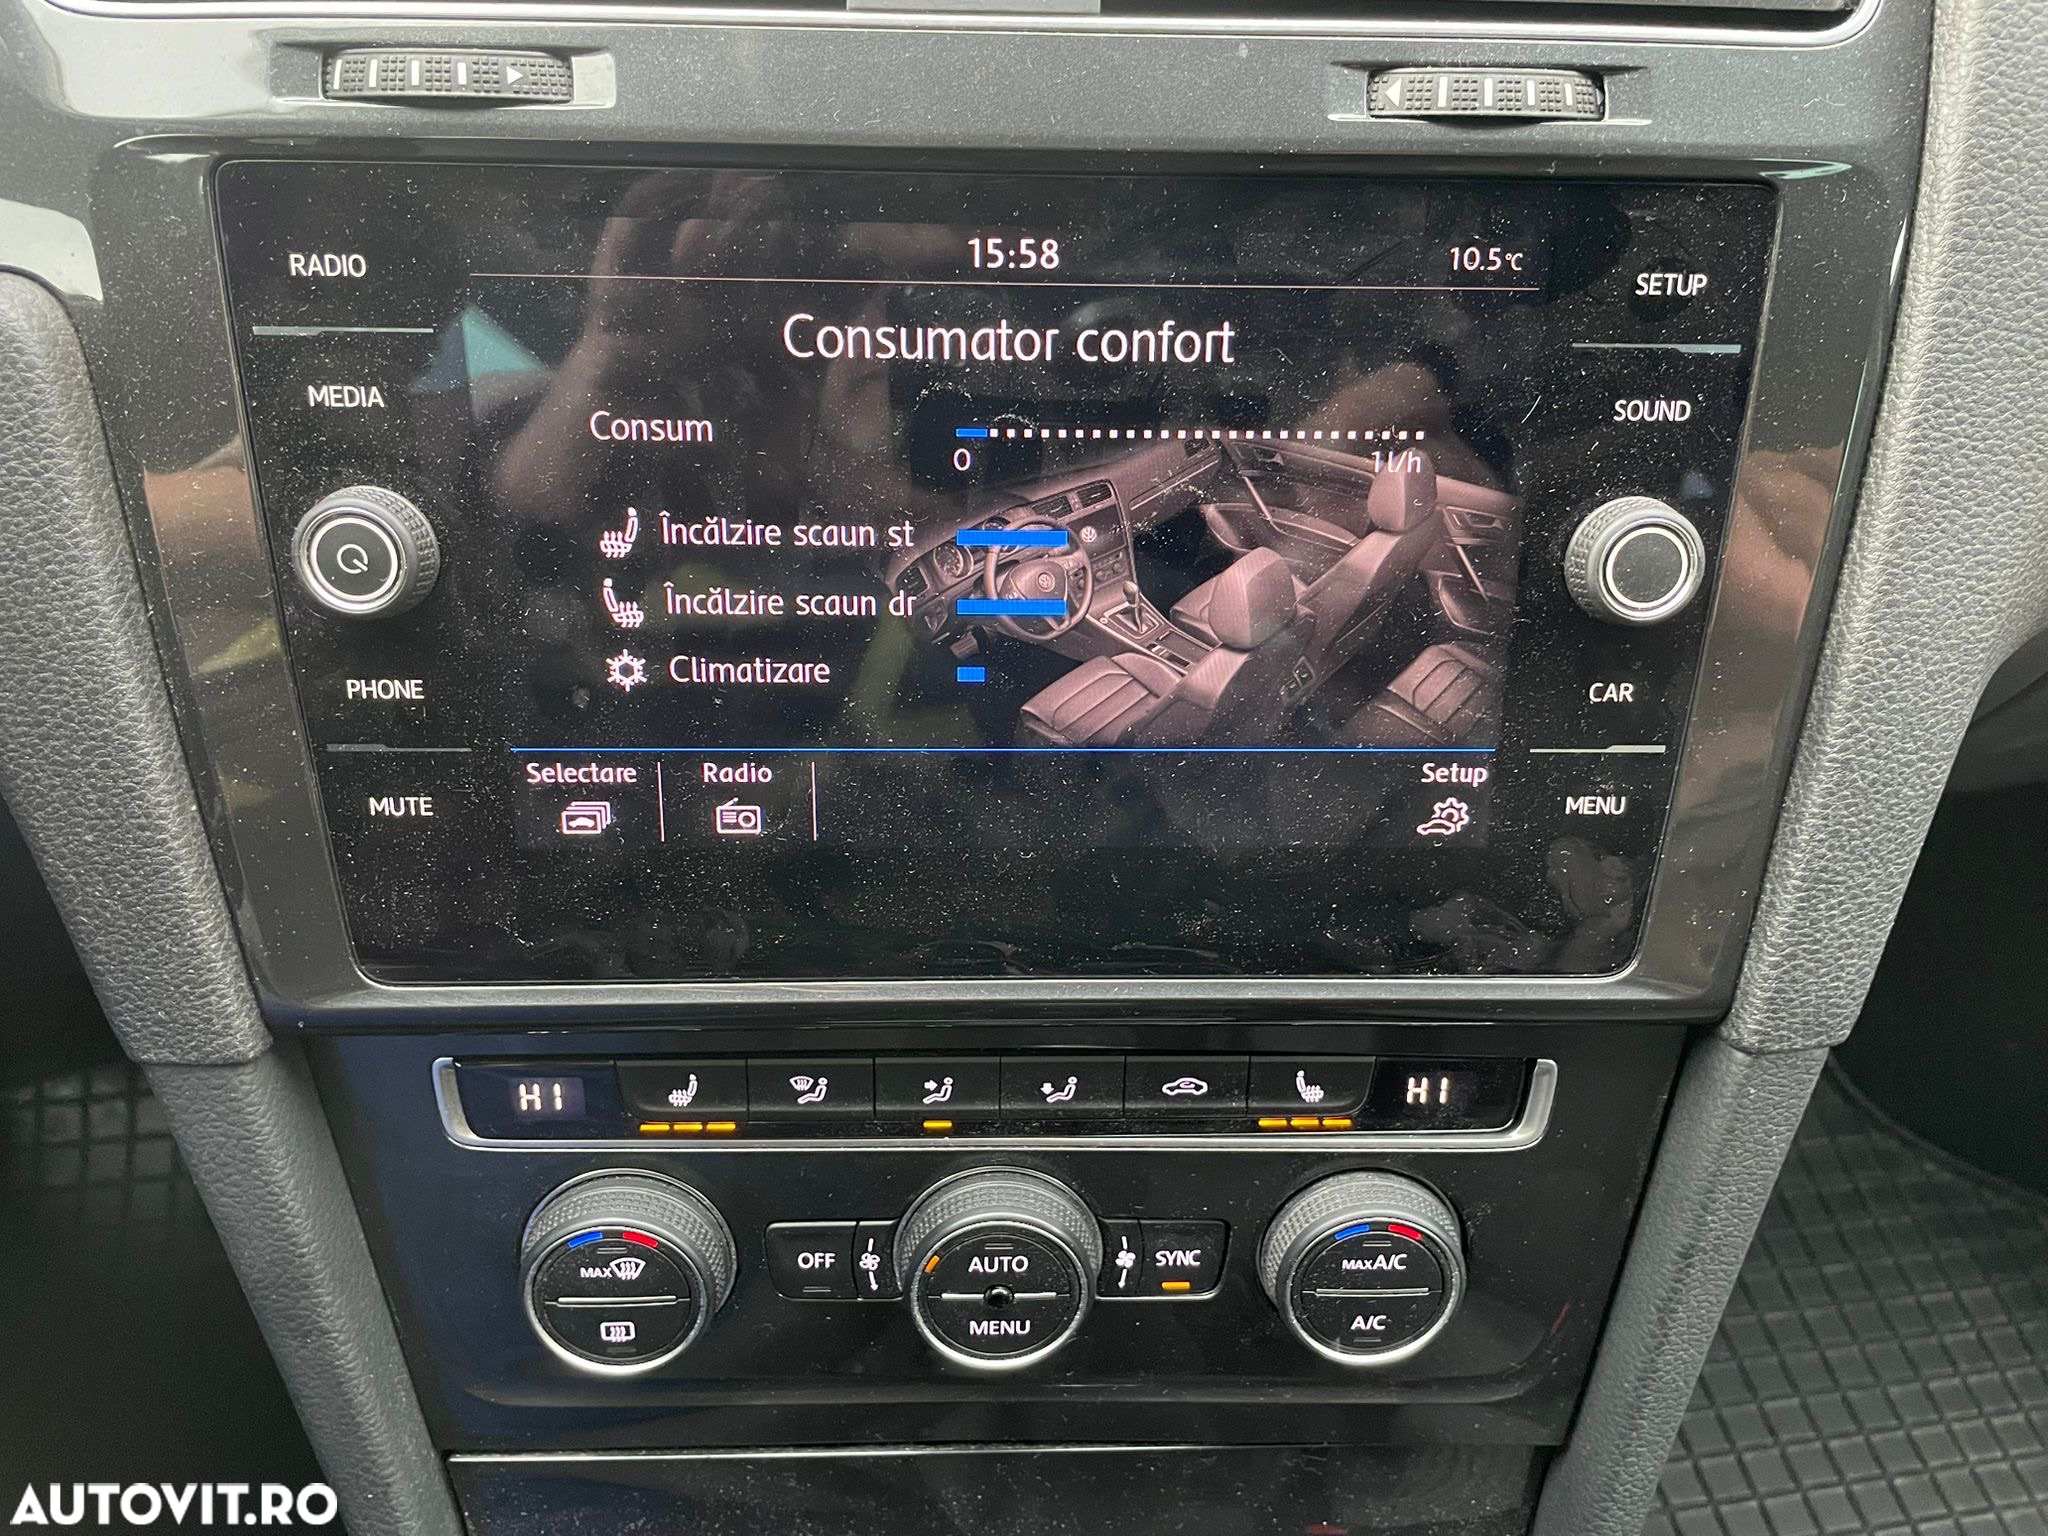 15:58
10.5°C
RADIO
SETUP
Consumator confort
MEDIA
SOUND
Consum
0
1 l/h
Încălzire scaun st
Încălzire scaun dr
Climatizare
PHONE
CAR
Selectare
Radio
Setup
MUTE
MENU
HI
HI
OFF
AUTO
SYNC
MAX
MAX A/C
MENU
A/C
AUTOVIT.RO